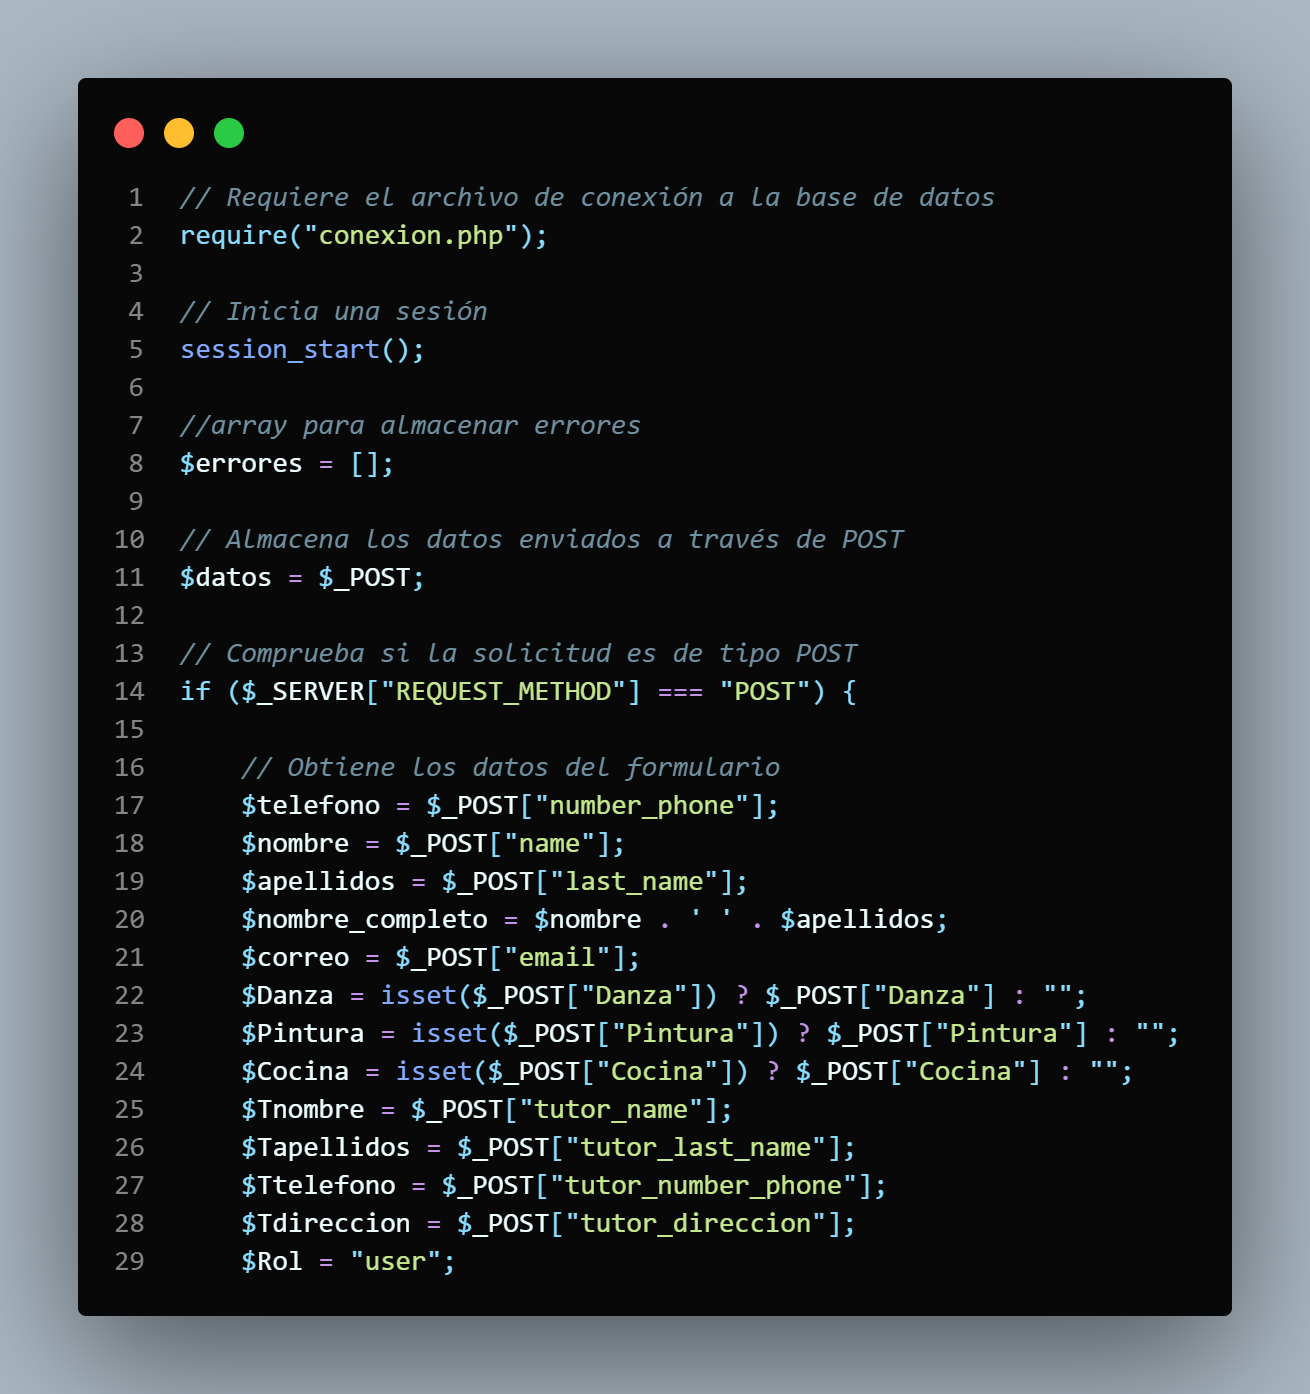 1 // Requiere el archivo de conexión a la base de datos
2 require("conexion.php");
3
4 // Inicia una sesión
5 session_start();
6
7 //array para almacenar errores
8 $errores = [];
9
10 // Almacena los datos enviados a través de POST
11 $datos = $_POST;
12
13 // Comprueba si la solicitud es de tipo POST
14 if ($_SERVER["REQUEST_METHOD"] === "POST") {
15
16     // Obtiene los datos del formulario
17     $telefono = $_POST["number_phone"];
18     $nombre = $_POST["name"];
19     $apellidos = $_POST["last_name"];
20     $nombre_completo = $nombre . ' ' . $apellidos;
21     $correo = $_POST["email"];
22     $Danza = isset($_POST["Danza"]) ? $_POST["Danza"] : "";
23     $Pintura = isset($_POST["Pintura"]) ? $_POST["Pintura"] : "";
24     $Cocina = isset($_POST["Cocina"]) ? $_POST["Cocina"] : "";
25     $Tnombre = $_POST["tutor_name"];
26     $Tapellidos = $_POST["tutor_last_name"];
27     $Ttelefono = $_POST["tutor_number_phone"];
28     $Tdireccion = $_POST["tutor_direccion"];
29     $Rol = "user";